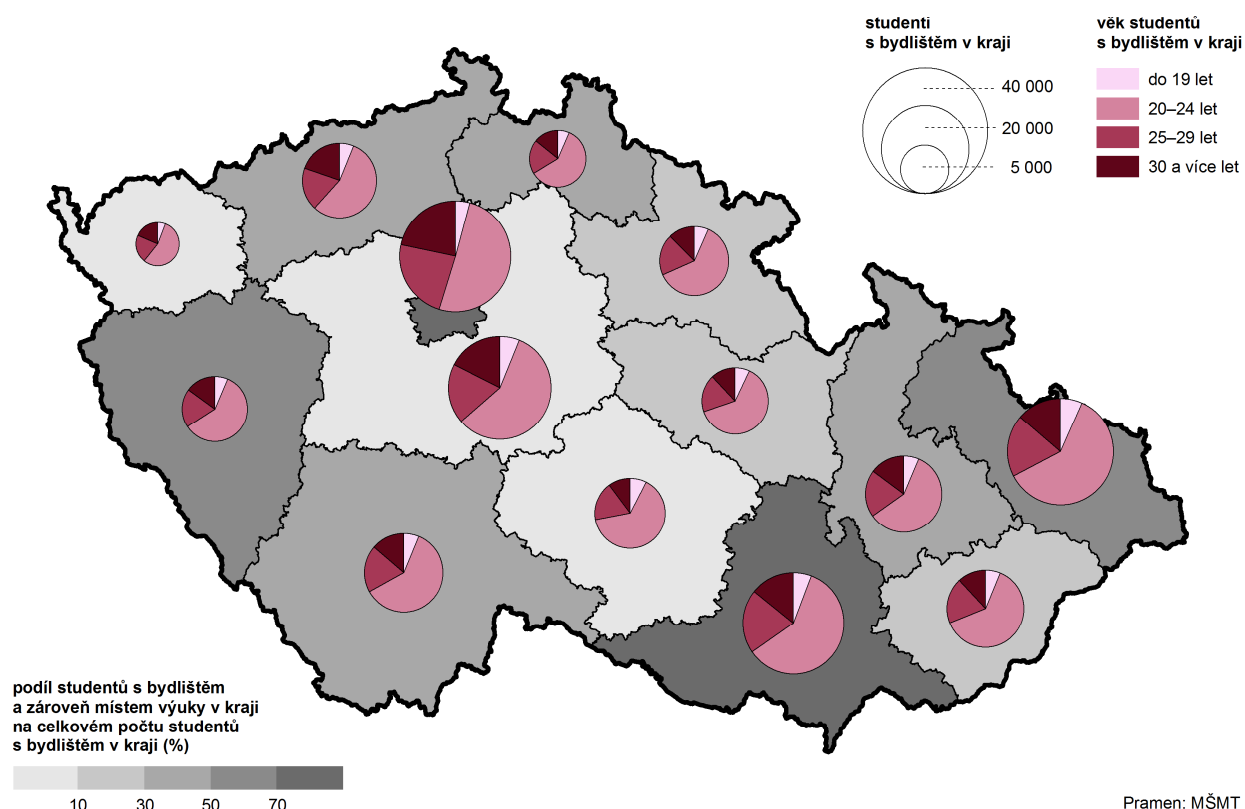 studenti
s bydlištěm v kraji
40 000
20 000
5 000
věk studentů
s bydlištěm v kraji
do 19 let
20–24 let
25–29 let
30 a více let
podíl studentů s bydlištěm
a zároveň místem výuky v kraji
na celkovém počtu studentů
s bydlištěm v kraji (%)
10 30 50 70
Pramen: MŠMT